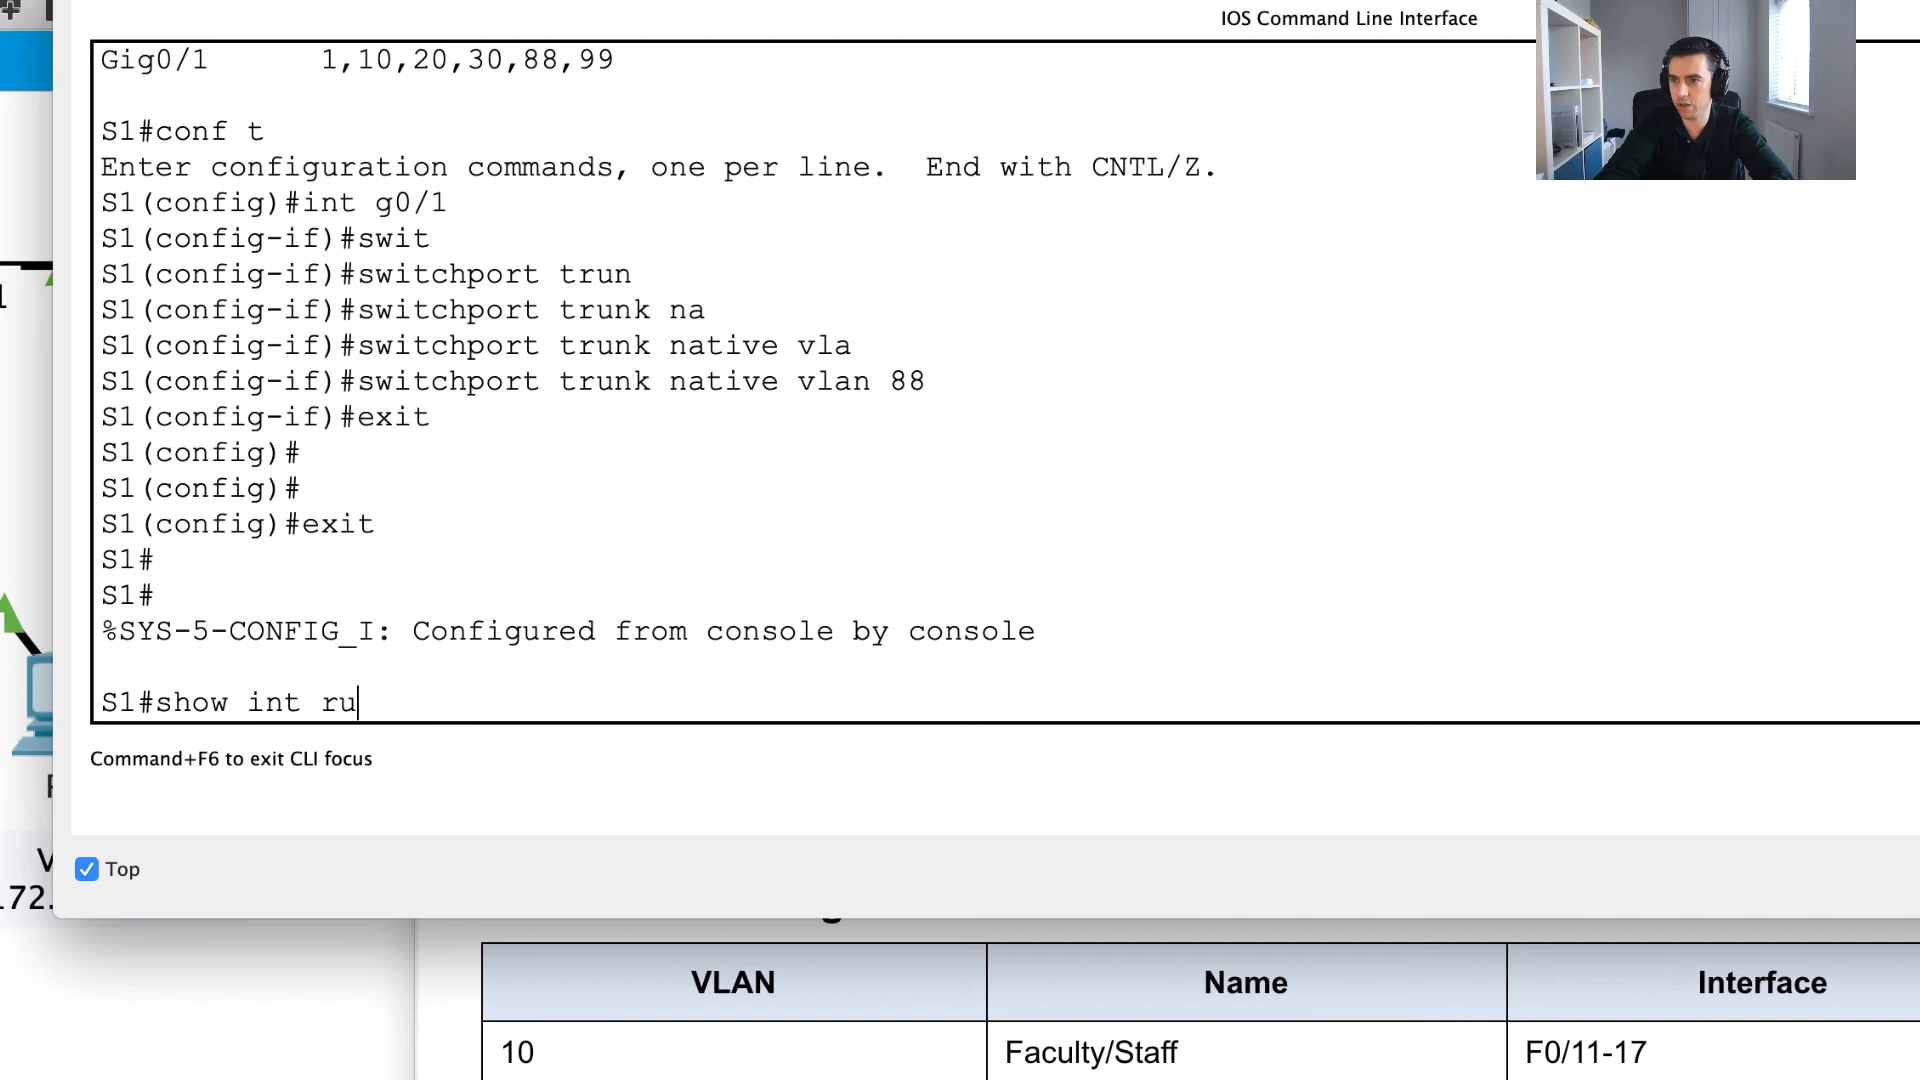 IOS Command Line Interface
Gig0/1 1,10,20,30,88,99
S1#conf t
Enter configuration commands, one per line. End with CNTL/Z.
S1(config)#int g0/1
S1(config-if)#swit
S1(config-if)#switchport trun
S1(config-if)#switchport trunk na
S1(config-if)#switchport trunk native vla
S1(config-if)#switchport trunk native vlan 88
S1(config-if)#exit
S1(config)#
S1(config)#
S1(config)#exit
S1#
S1#
%SYS-5-CONFIG_I: Configured from console by console
S1#show int ru
Command+F6 to exit CLI focus
Top
172.
VLAN Name Interface
10 Faculty/Staff F0/11-17